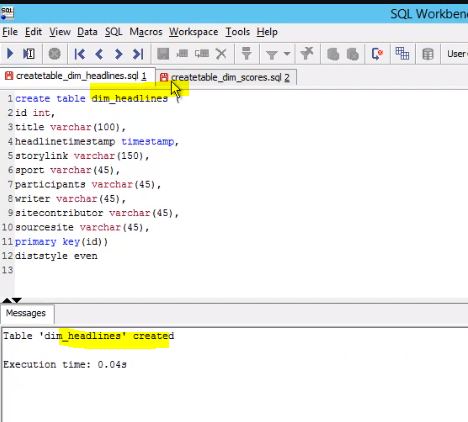 SQL
SQL Workbenc
File Edit View Data SQL Macros Workspace Tools Help
User
createtable_dim_headlines.sql 1 createtable_dim_scores.sql 2
1 create table dim_headlines (
2 id int,
3 title varchar(100),
4 headlinetimestamp timestamp,
5 storylink varchar(150),
6 sport varchar(45),
7 participants varchar(45),
8 writer varchar(45),
9 sitecontributor varchar(45),
10 sourcesite varchar(45),
11 primary key(id))
12 diststyle even
13
Messages
Table 'dim_headlines' created
Execution time: 0.04s